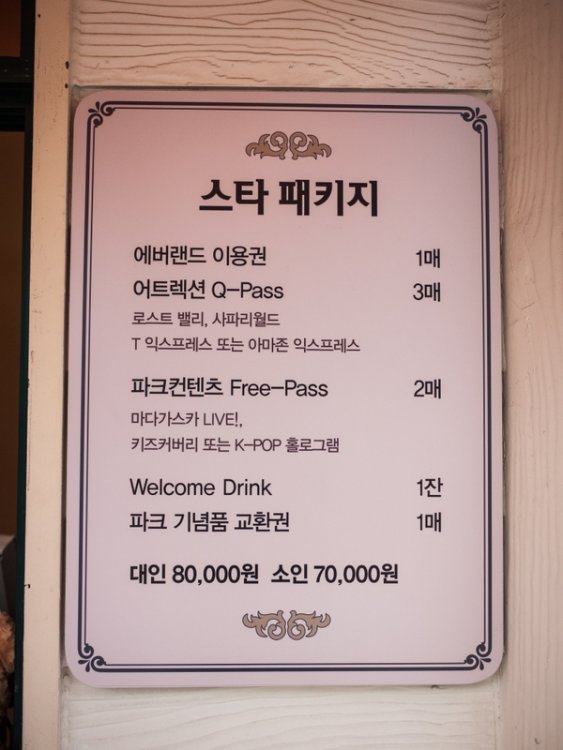 스타 패키지
에버랜드 이용권 1매
어트렉션 Q-Pass 3매
로스트 밸리, 사파리월드
T 익스프레스 또는 아마존 익스프레스
파크컨텐츠 Free-Pass 2매
마다가스카 LIVE!,
키즈커버리 또는 K-POP 홀로그램
Welcome Drink 1잔
파크 기념품 교환권 1매
대인 80,000원 소인 70,000원